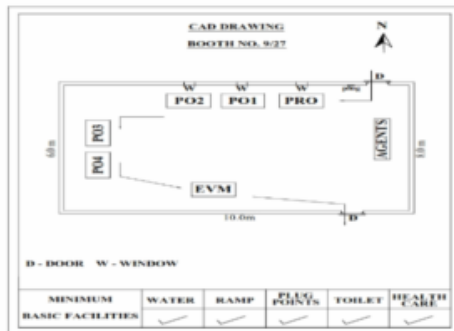 CAD DRAWING
BOOTH NO. 9/27
N
W W W D
PO2 PO1 PRO
PO3
PO4
AGENTS
EVM
10.0m
D
D - DOOR W - WINDOW
MINIMUM BASIC FACILITIES
WATER
RAMP
PLUG POINTS
TOILET
HEALTH CARE